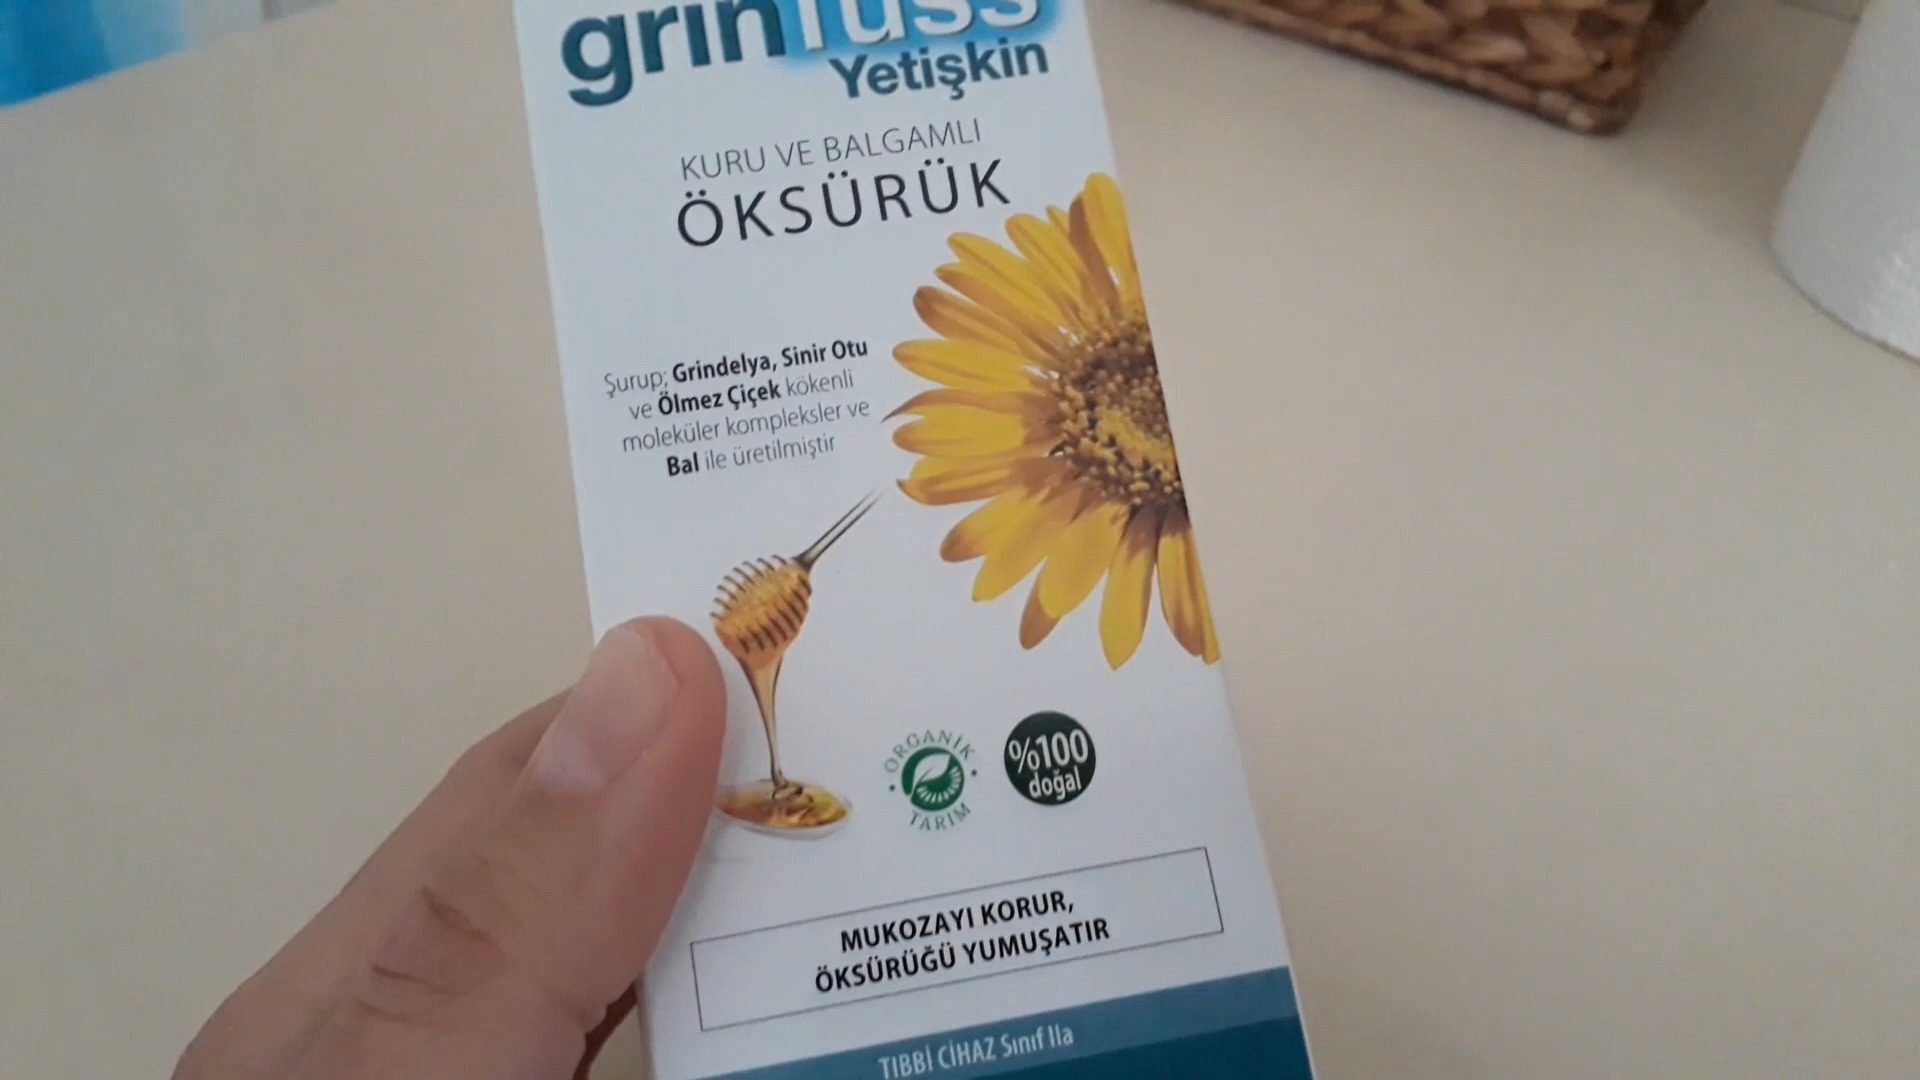 grintuss
Yetişkin
KURU VE BALGAMLI
ÖKSÜRÜK
Şurup; Grindelya, Sinir Otu
ve Ölmez Çiçek kökenli
moleküler kompleksler ve
Bal ile üretilmiştir
ORGANİK
TARIM
%100
doğal
MUKOZAYI KORUR,
ÖKSÜRÜĞÜ YUMUŞATIR
TIBBİ CİHAZ Sınıf IIa